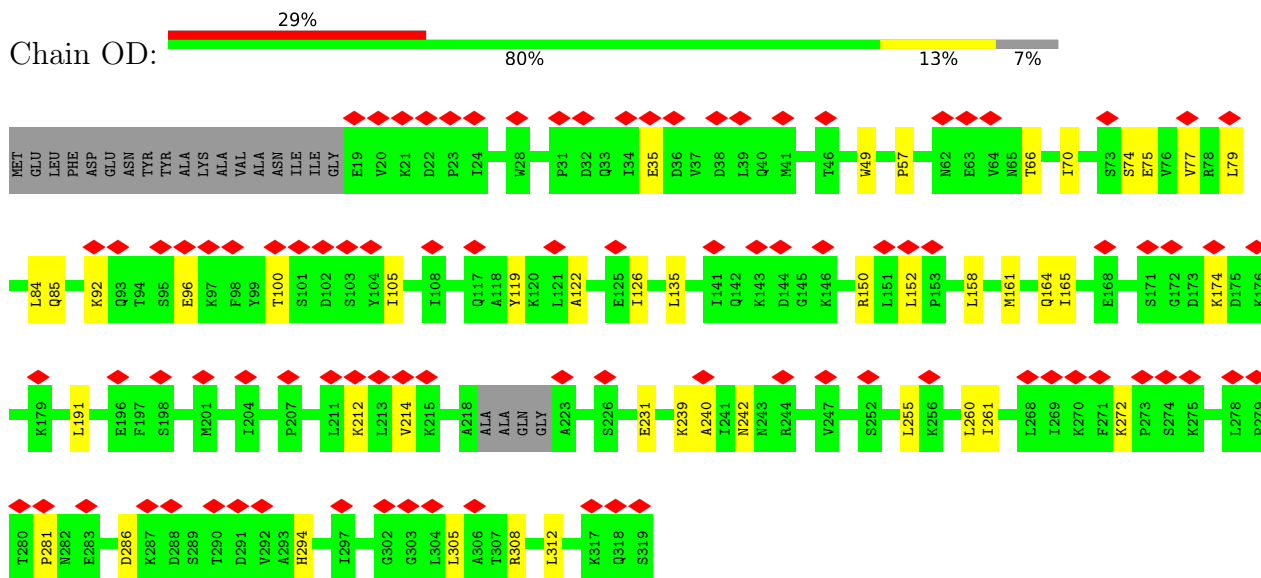 29%
Chain OD:
80% 13% 7%
MET GLU LEU PHE ASP GLU ASN TYR TYR ALA LYS ALA VAL ALA ASN ILE ILE GLY E19 V20 K21 D22 P23 I24 W28 P31 D32 Q33 I34 E35 D36 V37 D38 L39 Q40 M41 T46 W49 P57 N62 E63 V64 N65 T66 I70 S73 S74 E75 V76 V77 R78 L79
L84 Q85 K92 Q93 T94 S95 E96 K97 F98 Y99 T100 S101 D102 S103 Y104 I105 I108 Q117 A118 Y119 K120 L121 A122 E125 I126 L135 I141 Q142 K143 D144 G145 K146 R150 L151 L152 P153 L158 M161 Q164 I165 E168 S171 G172 D173 K174 D175 K176
K179 L191 E196 F197 S198 M201 I204 P207 L211 K212 L213 V214 K215 A218 ALA ALA GLN GLY A223 S226 E231 K239 A240 I241 N242 N243 R244 V247 S252 L255 K256 L260 I261 L268 I269 K270 F271 K272 P273 S274 K275 L278 P279
T280 P281 N282 E283 D286 K287 D288 S289 T290 D291 V292 A293 H294 I297 G302 G303 L304 L305 A306 T307 R308 L312 K317 Q318 S319